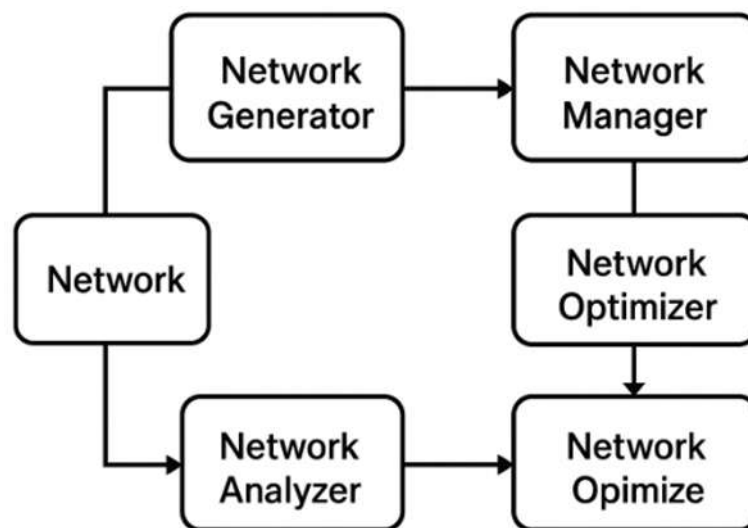 Network
Generator
Network
Manager
Network
Network
Optimizer
Network
Analyzer
Network
Opimize